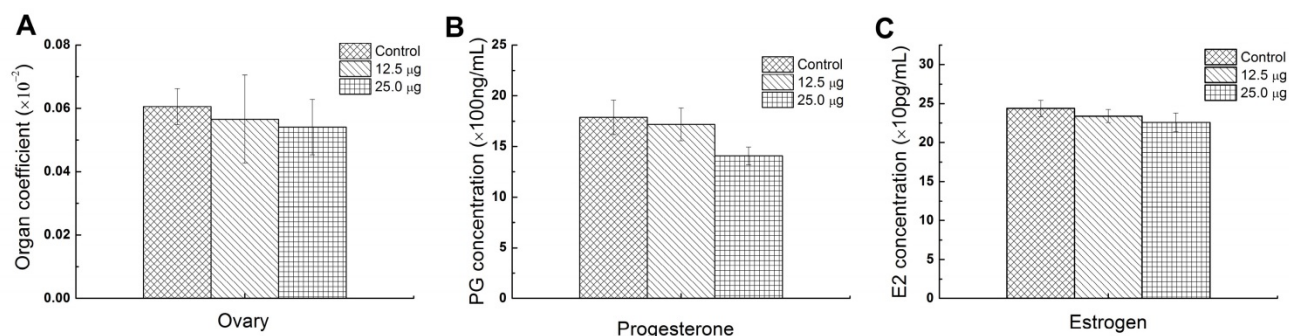 A
Organ coefficient (×10⁻²)
0.08
0.06
0.04
0.02
0.00
Control
12.5 μg
25.0 μg
Ovary
B
PG concentration (×100ng/mL)
25
20
15
10
5
0
Control
12.5 μg
25.0 μg
Progesterone
C
E2 concentration (×10pg/mL)
30
25
20
15
10
5
0
Control
12.5 μg
25.0 μg
Estrogen